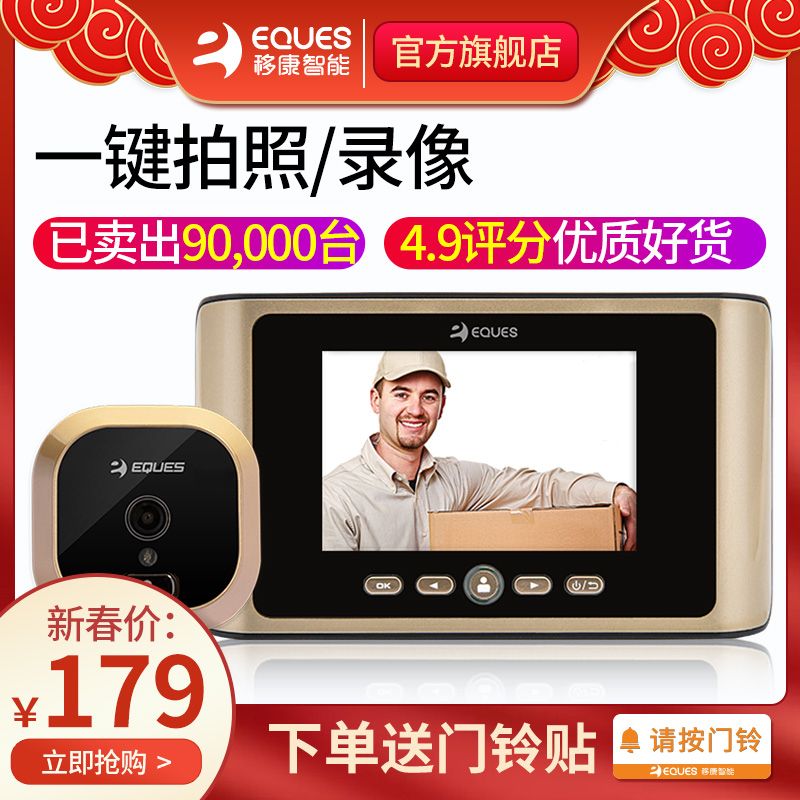 EQUES
移康智能
官方旗舰店
一键拍照/录像
已卖出90,000台
4.9评分优质好货
EQUES
EQUES
OK
新春价:
¥179
立即抢购 >
下单送门铃贴
请按门铃
EQUES 移康智能